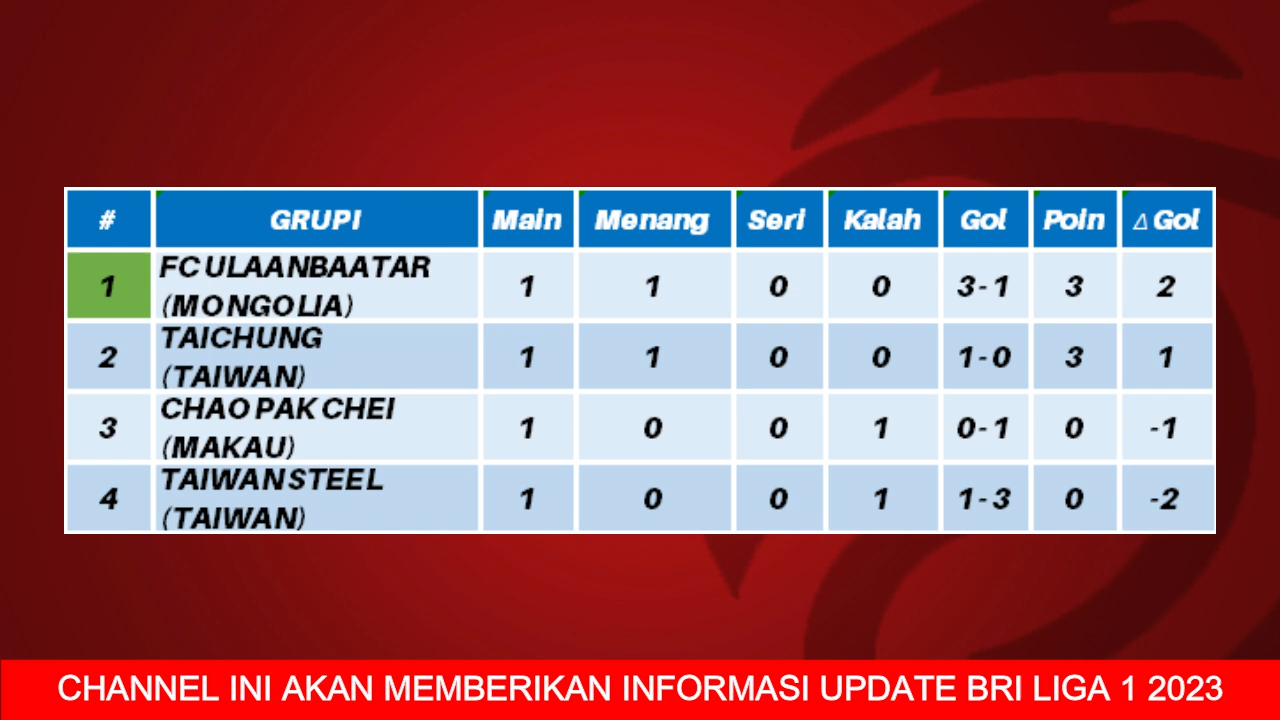 # GRUP I Main Menang Seri Kalah Gol Poin Δ Gol
1 FC ULAANBAATAR (MONGOLIA) 1 1 0 0 3 - 1 3 2
2 TAICHUNG (TAIWAN) 1 1 0 0 1 - 0 3 1
3 CHAO PAK CHEI (MAKAU) 1 0 0 1 0 - 1 0 -1
4 TAIWAN STEEL (TAIWAN) 1 0 0 1 1 - 3 0 -2
CHANNEL INI AKAN MEMBERIKAN INFORMASI UPDATE BRI LIGA 1 2023